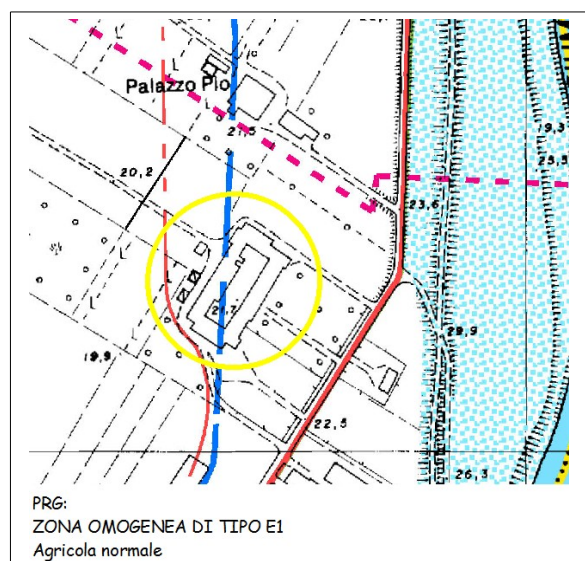 Palazzo Pio
21,5
19,3
25,5
20,2
23,6
21,7
29,9
19,9
22,5
26,3
PRG:
ZONA OMOGENEA DI TIPO E1
Agricola normale